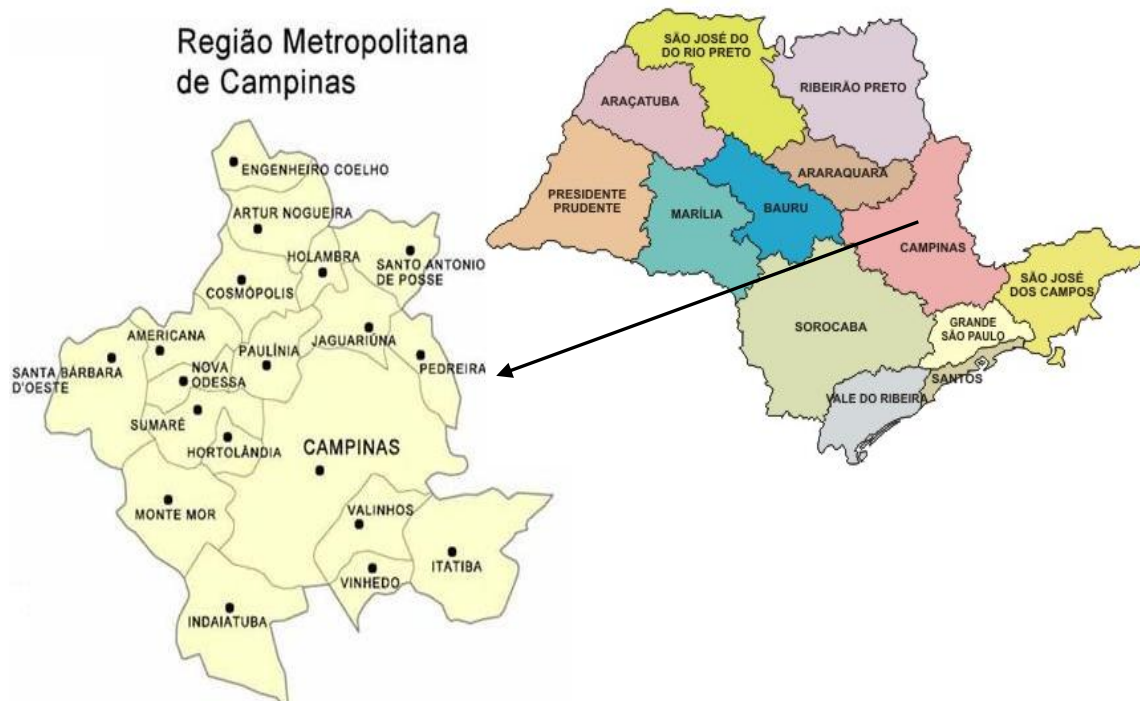 Região Metropolitana
de Campinas
ENGENHEIRO COELHO
ARTUR NOGUEIRA
HOLAMBRA
SANTO ANTONIO
DE POSSE
COSMÓPOLIS
AMERICANA
PAULÍNIA
JAGUARIÚNA
SANTA BÁRBARA
D'OESTE
NOVA
ODESSA
PEDREIRA
SUMARÉ
HORTOLÂNDIA
CAMPINAS
MONTE MOR
VALINHOS
ITATIBA
VINHEDO
INDAIATUBA
SÃO JOSÉ DO
DO RIO PRETO
RIBEIRÃO PRETO
ARAÇATUBA
ARARAQUARA
PRESIDENTE
PRUDENTE
MARÍLIA
BAURU
CAMPINAS
SÃO JOSÉ
DOS CAMPOS
SOROCABA
GRANDE
SÃO PAULO
SANTOS
VALE DO RIBEIRA